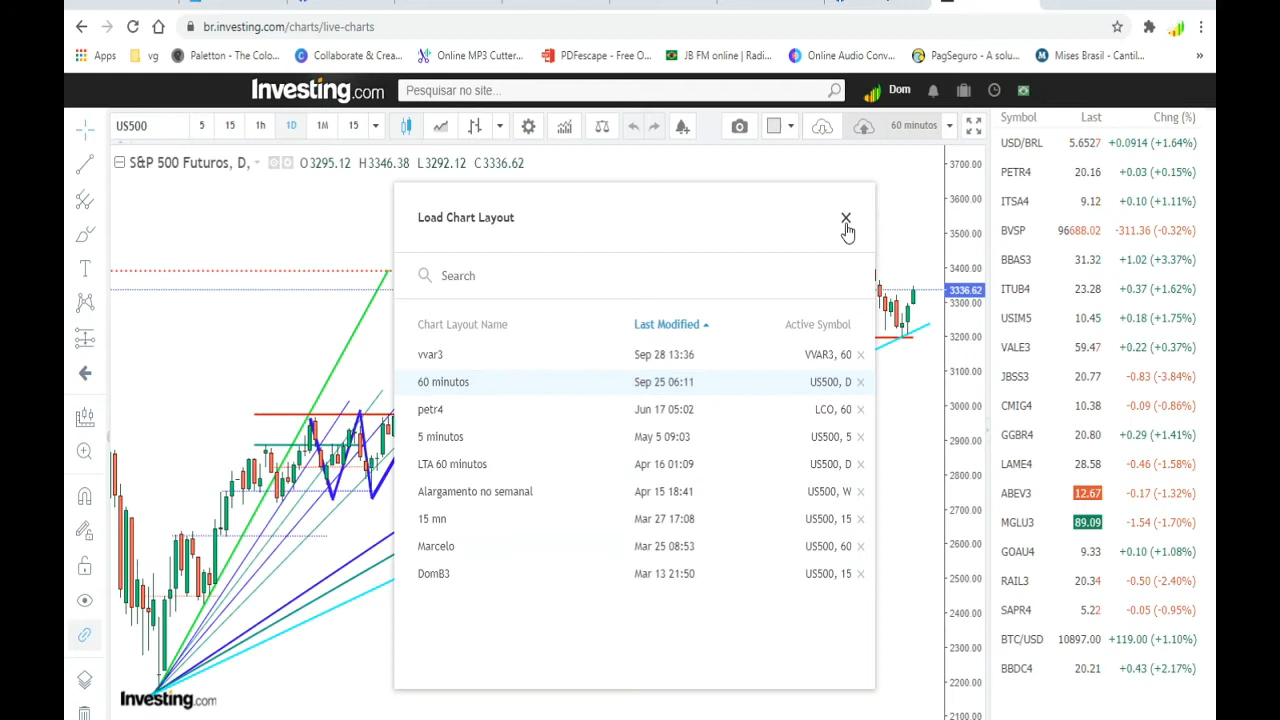 br.investing.com/charts/live-charts
Apps vg Paletton - The Colo... Collaborate & Crea... Online MP3 Cutter... PDFescape - Free O... JB FM online | Radi... Online Audio Conv... PagSeguro - A solu... Mises Brasil - Cantil... »
Investing.com Pesquisar no site... Dom
US500 5 15 1h 1D 1M 15 60 minutos
S&P 500 Futuros, D, O3295.12 H3346.38 L3292.12 C3336.62
Load Chart Layout
Search
Chart Layout Name Last Modified Active Symbol
vvar3 Sep 28 13:36 VVAR3, 60
60 minutos Sep 25 06:11 US500, D
petr4 Jun 17 05:02 LCO, 60
5 minutos May 5 09:03 US500, 5
LTA 60 minutos Apr 16 01:09 US500, D
Alargamento no semanal Apr 15 18:41 US500, W
15 mn Mar 27 17:08 US500, 15
Marcelo Mar 25 08:53 US500, 60
DomB3 Mar 13 21:50 US500, 15
3700.00
3600.00
3500.00
3400.00
3336.62
3300.00
3200.00
3100.00
3000.00
2900.00
2800.00
2700.00
2600.00
2500.00
2400.00
2300.00
2200.00
2100.00
Symbol Last Chng (%)
USD/BRL 5.6527 +0.0914 (+1.64%)
PETR4 20.16 +0.03 (+0.15%)
ITSA4 9.12 +0.10 (+1.11%)
BVSP 96688.02 -311.36 (-0.32%)
BBAS3 31.32 +1.02 (+3.37%)
ITUB4 23.28 +0.37 (+1.62%)
USIM5 10.45 +0.18 (+1.75%)
VALE3 59.47 +0.22 (+0.37%)
JBSS3 20.77 -0.83 (-3.84%)
CMIG4 10.38 -0.09 (-0.86%)
GGBR4 20.80 +0.29 (+1.41%)
LAME4 28.58 -0.46 (-1.58%)
ABEV3 12.67 -0.17 (-1.32%)
MGLU3 89.09 -1.54 (-1.70%)
GOAU4 9.33 +0.10 (+1.08%)
RAIL3 20.34 -0.50 (-2.40%)
SAPR4 5.22 -0.05 (-0.95%)
BTC/USD 10897.00 +119.00 (+1.10%)
BBDC4 20.21 +0.43 (+2.17%)
Investing.com